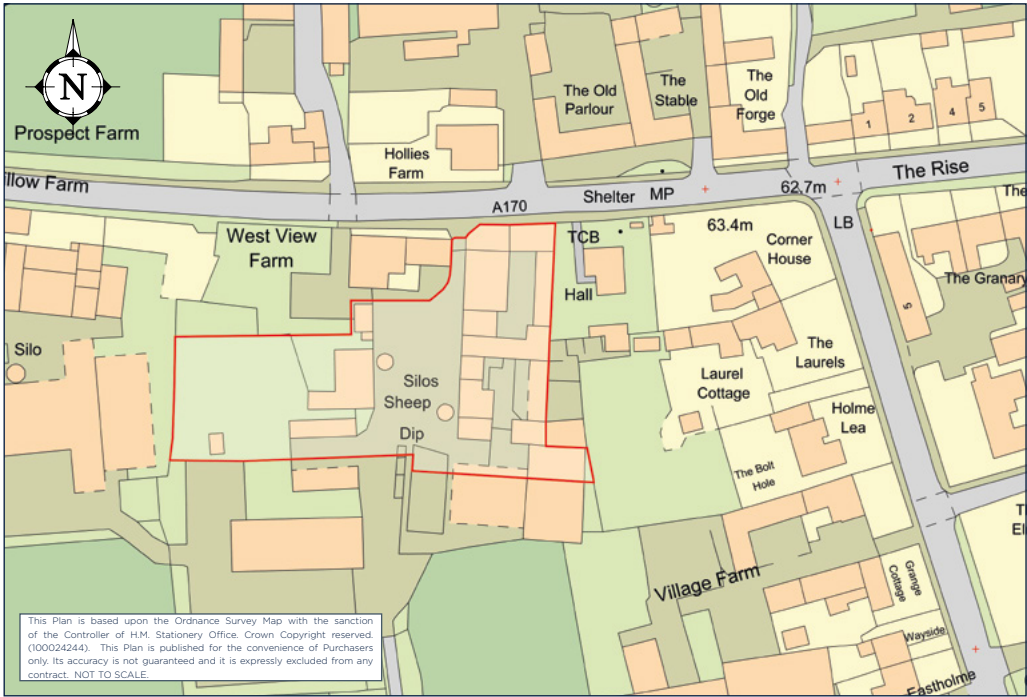 N
Prospect Farm
The Old
Parlour
The
Stable
The
Old
Forge
1
2
4
5
Hollies
Farm
illow Farm
A170
Shelter
MP
62.7m
The Rise
The
LB
West View
Farm
TCB
63.4m
Corner
House
Hall
The Granary
5
Silo
Silos
Sheep
Dip
The
Laurels
Laurel
Cottage
Holme
Lea
The Bolt
Hole
T
El
Village Farm
Grange
Cottage
Wayside
Eastholme
This Plan is based upon the Ordnance Survey Map with the sanction
of the Controller of H.M. Stationery Office. Crown Copyright reserved.
(100024244). This Plan is published for the convenience of Purchasers
only. Its accuracy is not guaranteed and it is expressly excluded from any
contract. NOT TO SCALE.